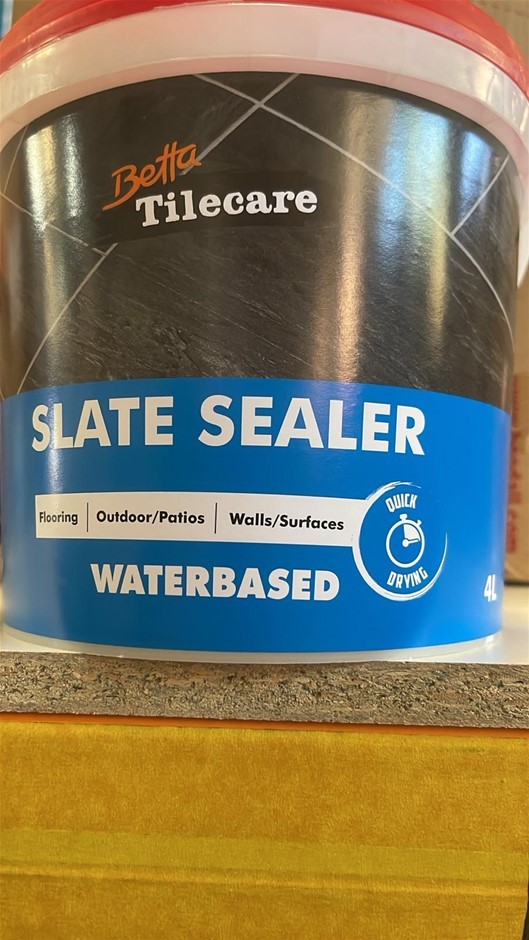 Betta
Tilecare
SLATE SEALER
QUICK
Flooring Outdoor/Patios Walls/Surfaces
DRYING
WATERBASED
4L